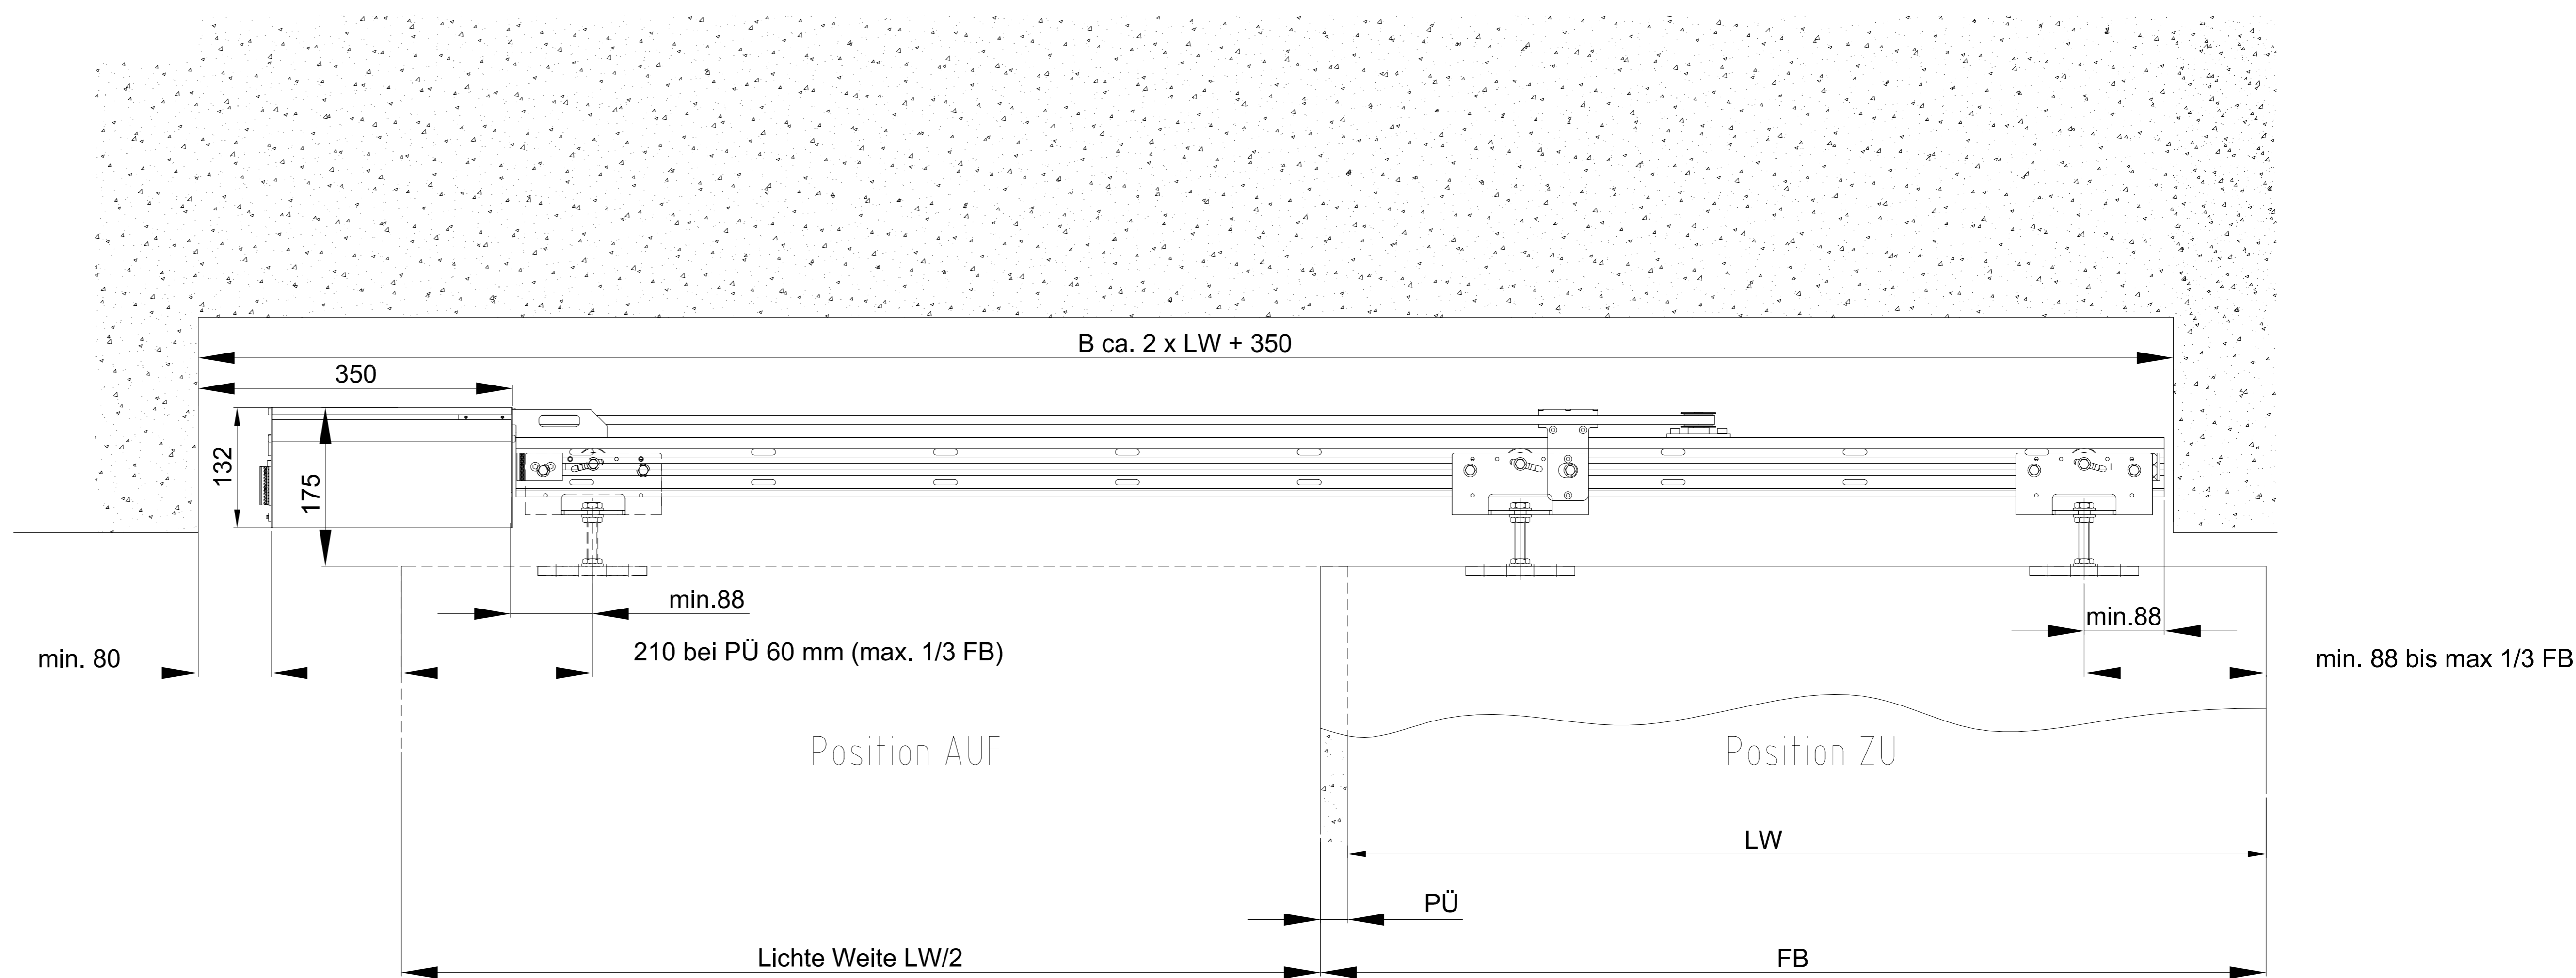 B ca. 2 x LW + 350
350
132
175
min.88
min.88
210 bei PÜ 60 mm (max. 1/3 FB)
min. 80
min. 88 bis max 1/3 FB
Position AUF
Position ZU
LW
PÜ
Lichte Weite LW/2
FB